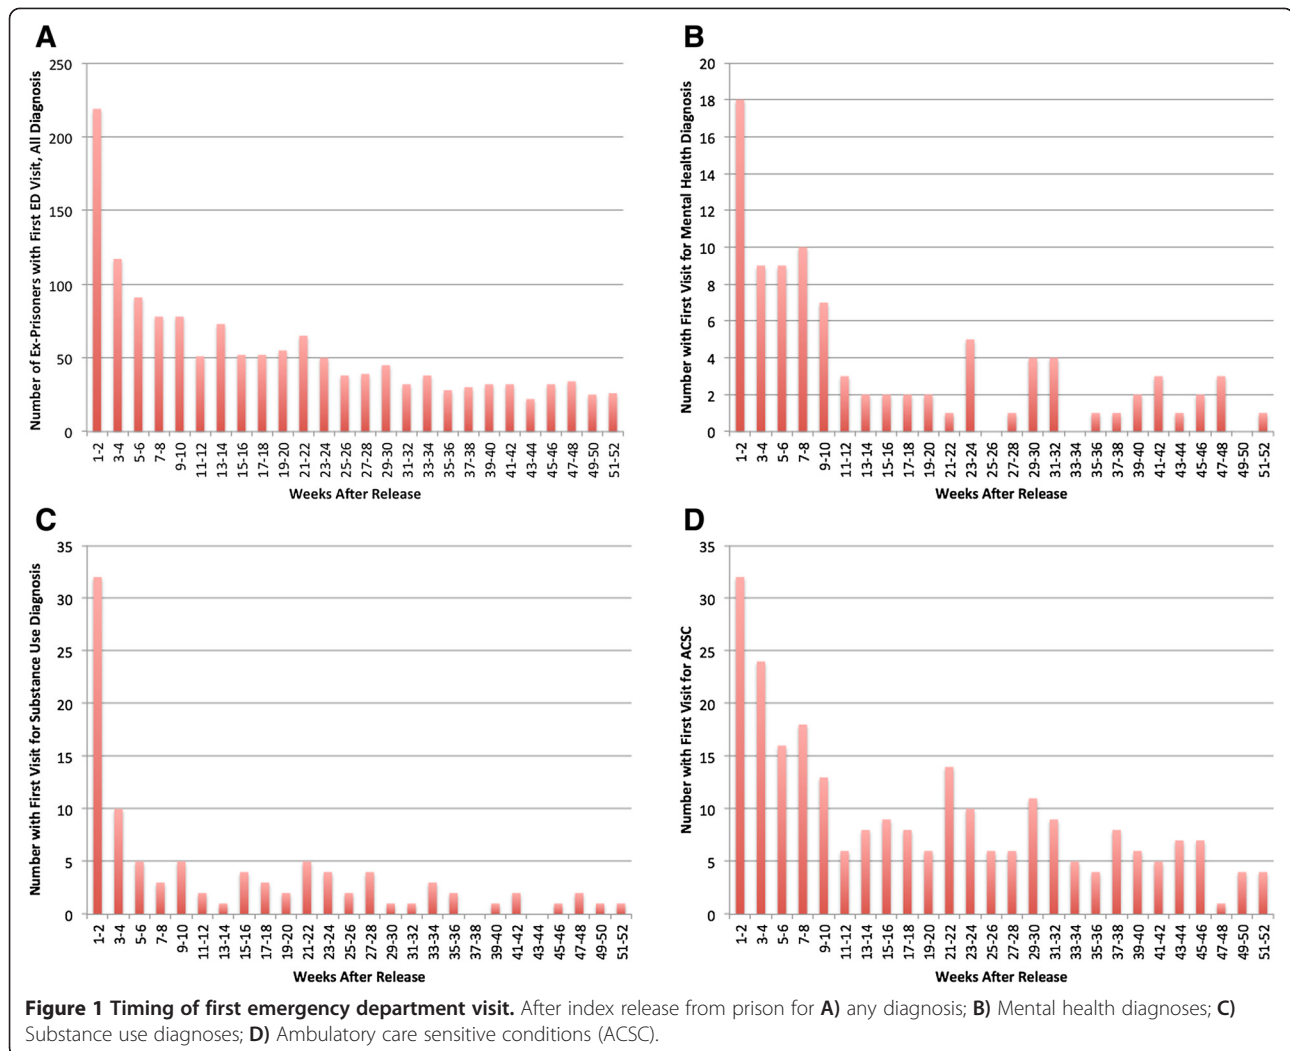 A
Number of Ex-Prisoners with First ED Visit, All Diagnosis
250
200
150
100
50
0
1-2 3-4 5-6 7-8 9-10 11-12 13-14 15-16 17-18 19-20 21-22 23-24 25-26 27-28 29-30 31-32 33-34 35-36 37-38 39-40 41-42 43-44 45-46 47-48 49-50 51-52
Weeks After Release
B
Number with First Visit for Mental Health Diagnosis
20
18
16
14
12
10
8
6
4
2
0
1-2 3-4 5-6 7-8 9-10 11-12 13-14 15-16 17-18 19-20 21-22 23-24 25-26 27-28 29-30 31-32 33-34 35-36 37-38 39-40 41-42 43-44 45-46 47-48 49-50 51-52
Weeks After Release
C
Number with First Visit for Substance Use Diagnosis
35
30
25
20
15
10
5
0
1-2 3-4 5-6 7-8 9-10 11-12 13-14 15-16 17-18 19-20 21-22 23-24 25-26 27-28 29-30 31-32 33-34 35-36 37-38 39-40 41-42 43-44 45-46 47-48 49-50 51-52
Weeks After Release
D
Number with First Visit for ACSC
35
30
25
20
15
10
5
0
1-2 3-4 5-6 7-8 9-10 11-12 13-14 15-16 17-18 19-20 21-22 23-24 25-26 27-28 29-30 31-32 33-34 35-36 37-38 39-40 41-42 43-44 45-46 47-48 49-50 51-52
Weeks After Release
Figure 1 Timing of first emergency department visit. After index release from prison for A) any diagnosis; B) Mental health diagnoses; C)
Substance use diagnoses; D) Ambulatory care sensitive conditions (ACSC).